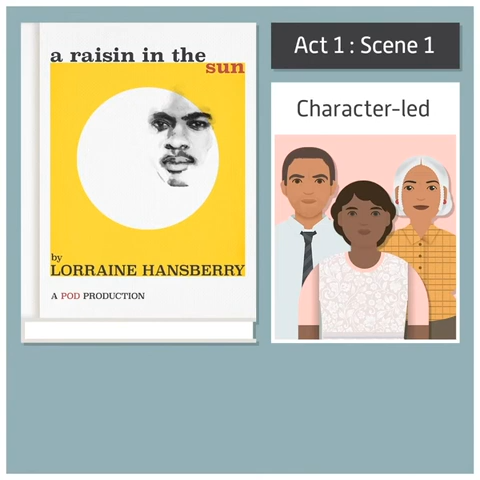 a raisin in the
sun
by
LORRAINE HANSBERRY
A POD PRODUCTION
Act 1 : Scene 1
Character-led